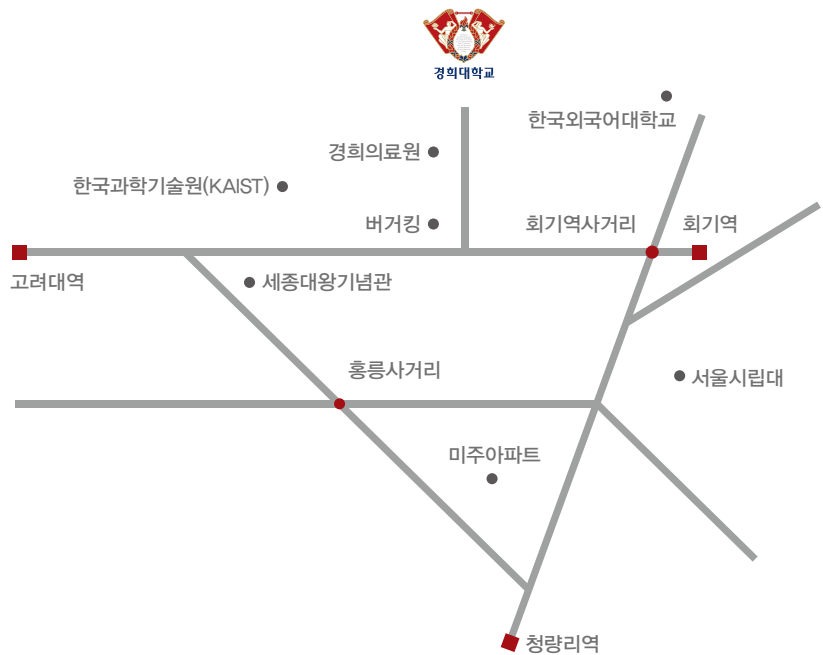 경희대학교
한국외국어대학교
경희의료원
한국과학기술원(KAIST)
버거킹
회기역사거리
회기역
고려대역
세종대왕기념관
홍릉사거리
서울시립대
미주아파트
청량리역